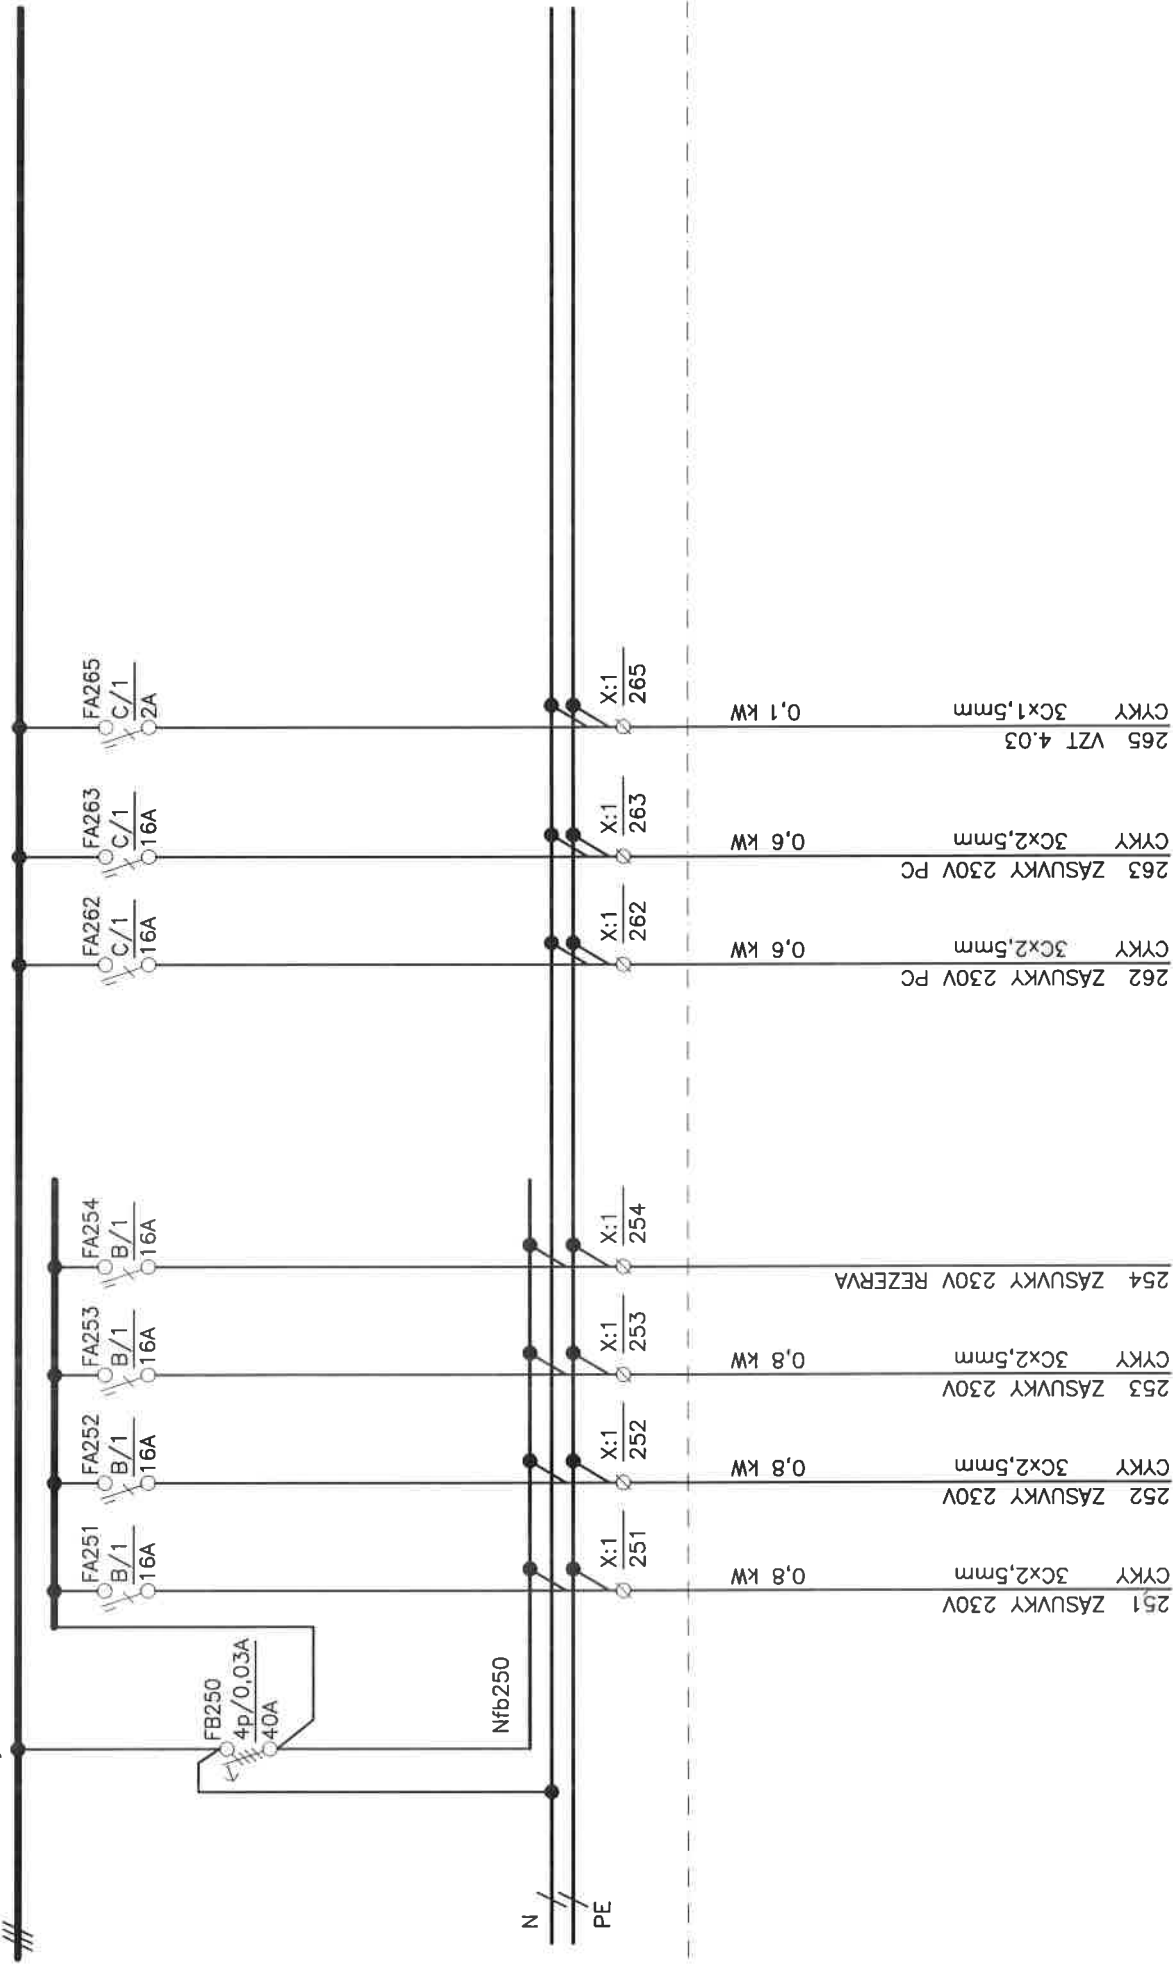 FB250
4p/0,03A
40A
Nfb250
N
PE
FA251
B/1
16A
X:1
251
0,8 kW
251 ZÁSUVKY 230V
CYKY 3Cx2,5mm
FA252
B/1
16A
X:1
252
0,8 kW
252 ZÁSUVKY 230V
CYKY 3Cx2,5mm
FA253
B/1
16A
X:1
253
0,8 kW
253 ZÁSUVKY 230V
CYKY 3Cx2,5mm
FA254
B/1
16A
X:1
254
254 ZÁSUVKY 230V REZERVA
FA262
C/1
16A
X:1
262
0,6 kW
262 ZÁSUVKY 230V PC
CYKY 3Cx2,5mm
FA263
C/1
16A
X:1
263
0,6 kW
263 ZÁSUVKY 230V PC
CYKY 3Cx2,5mm
FA265
C/1
2A
X:1
265
0,1 kW
265 VZT 4.03
CYKY 3Cx1,5mm